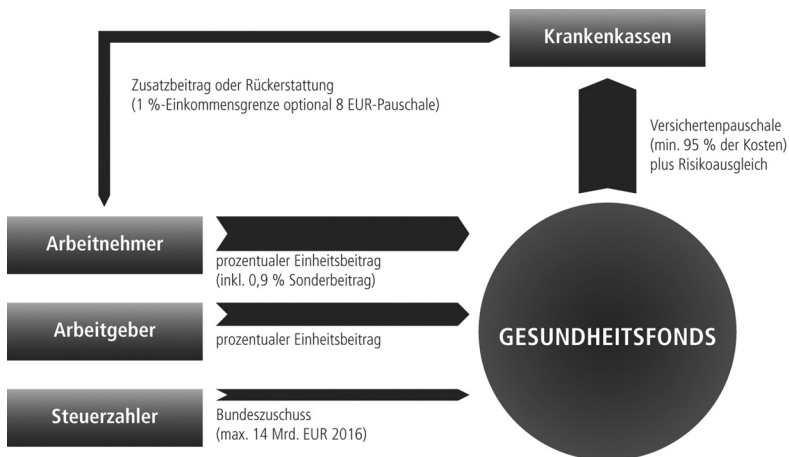 Krankenkassen
Zusatzbeitrag oder Rückerstattung
(1 %-Einkommensgrenze optional 8 EUR-Pauschale)
Versichertenpauschale
(min. 95 % der Kosten)
plus Risikoausgleich
Arbeitnehmer
prozentualer Einheitsbeitrag
(inkl. 0,9 % Sonderbeitrag)
Arbeitgeber
prozentualer Einheitsbeitrag
GESUNDHEITSFONDS
Steuerzahler
Bundeszuschuss
(max. 14 Mrd. EUR 2016)